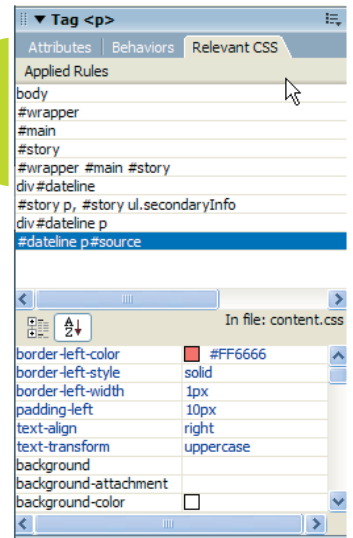 Tag <p>
Attributes Behaviors Relevant CSS
Applied Rules
body
#wrapper
#main
#story
#wrapper #main #story
div#dateline
#story p, #story ul.secondaryInfo
div#dateline p
#dateline p#source
A Z In file: content.css
border-left-color #FF6666
border-left-style solid
border-left-width 1px
padding-left 10px
text-align right
text-transform uppercase
background
background-attachment
background-color